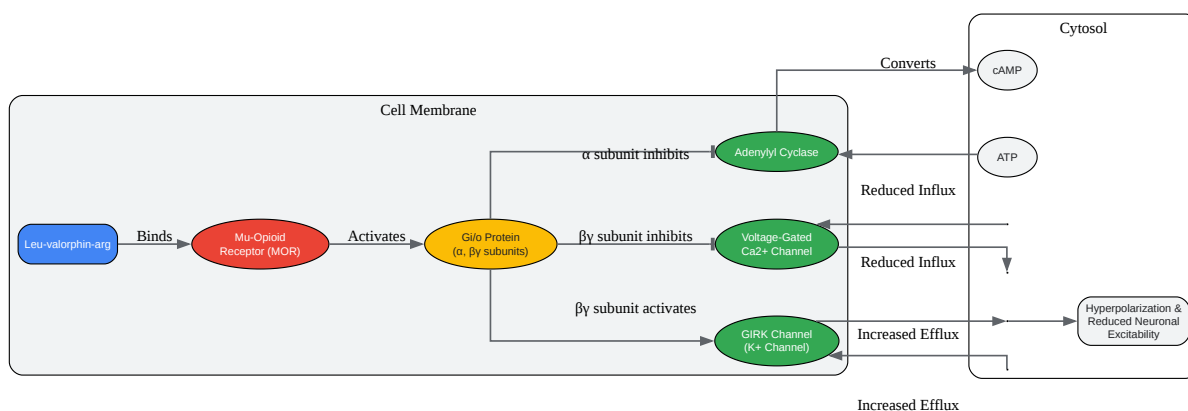 Cytosol
Converts
cAMP
Cell Membrane
α subunit inhibits
Adenylyl Cyclase
ATP
Reduced Influx
Leu-valorphin-arg
Binds
Mu-Opioid
Receptor (MOR)
Activates
Gi/o Protein
(α, βγ subunits)
βγ subunit inhibits
Voltage-Gated
Ca2+ Channel
Reduced Influx
βγ subunit activates
GIRK Channel
(K+ Channel)
Increased Efflux
Hyperpolarization &
Reduced Neuronal
Excitability
Increased Efflux